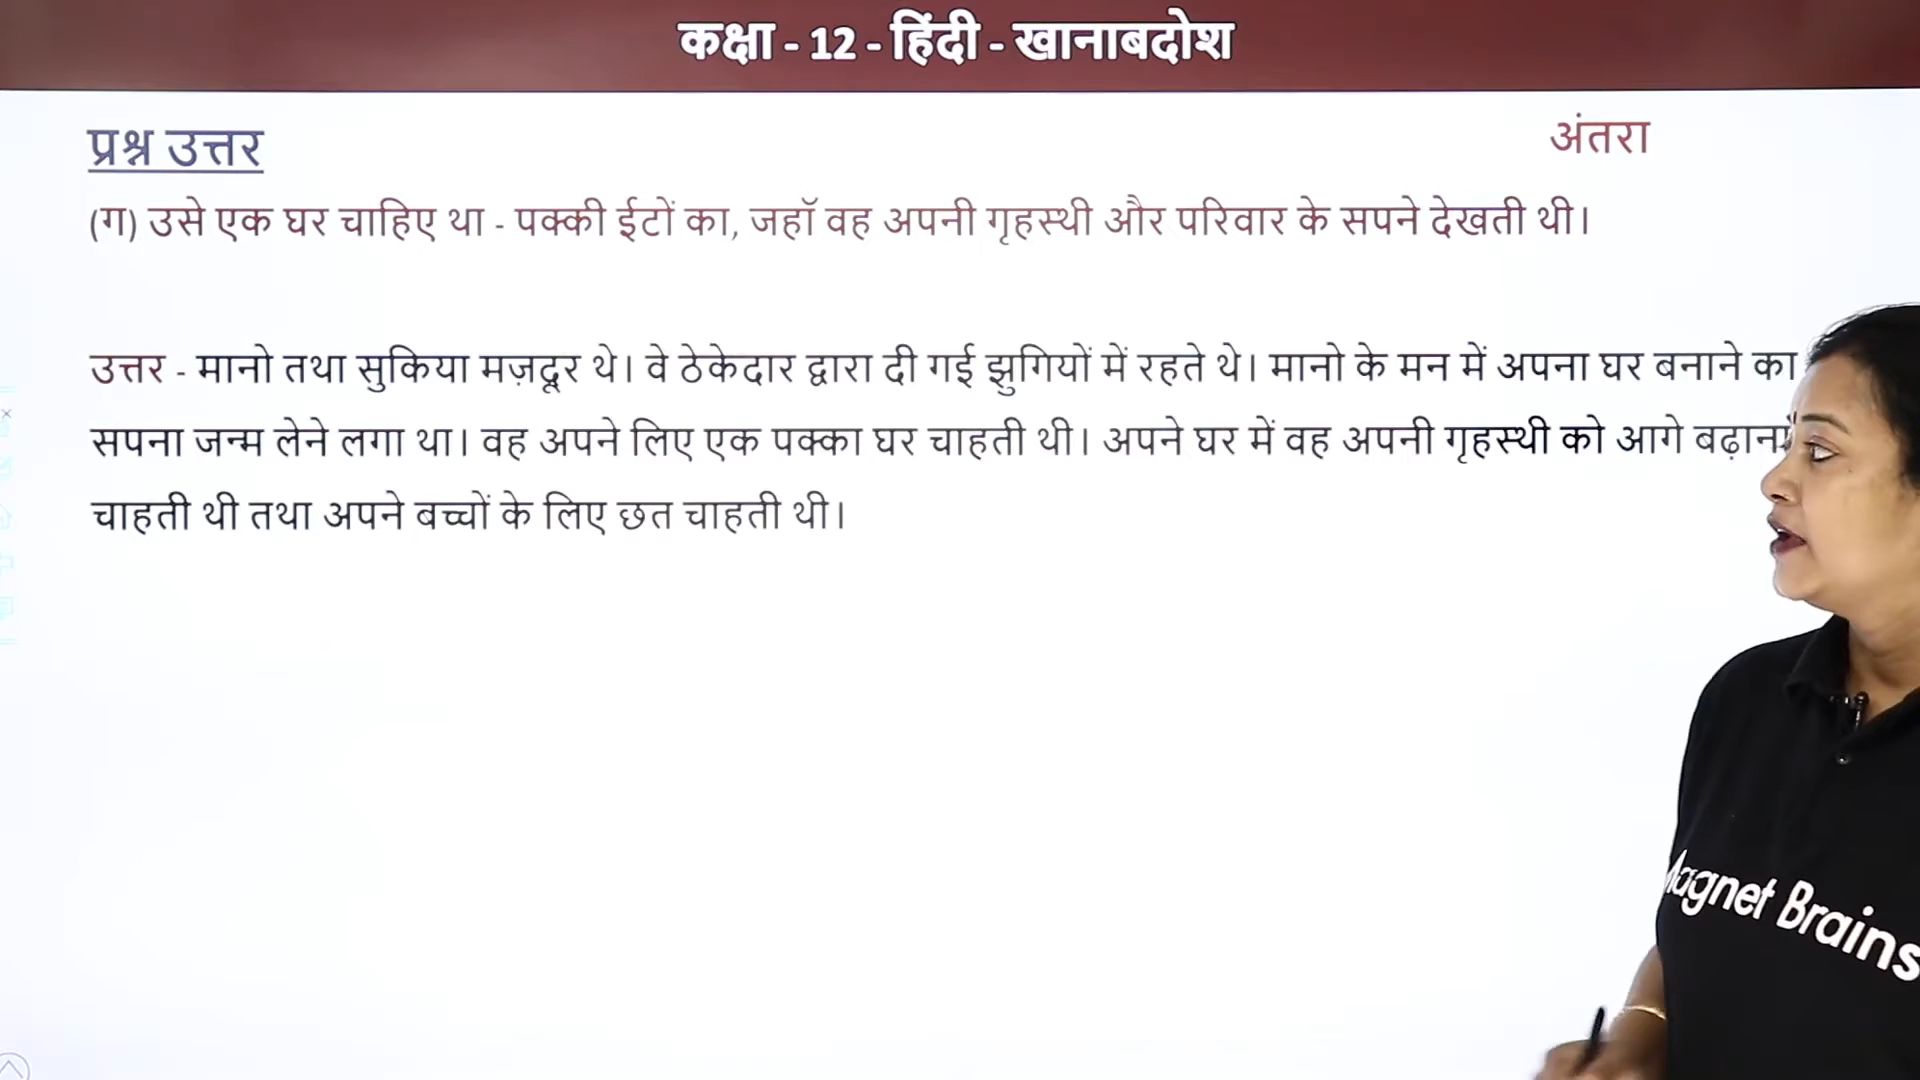 कक्षा - 12 - हिंदी - खानाबदोश
प्रश्न उत्तर
अंतरा
(ग) उसे एक घर चाहिए था - पक्की ईटों का, जहॉ वह अपनी गृहस्थी और परिवार के सपने देखती थी।
उत्तर - मानो तथा सुकिया मज़दूर थे। वे ठेकेदार द्वारा दी गई झुगियों में रहते थे। मानो के मन में अपना घर बनाने का
सपना जन्म लेने लगा था। वह अपने लिए एक पक्का घर चाहती थी। अपने घर में वह अपनी गृहस्थी को आगे बढ़ाना
चाहती थी तथा अपने बच्चों के लिए छत चाहती थी।
Magnet Brains